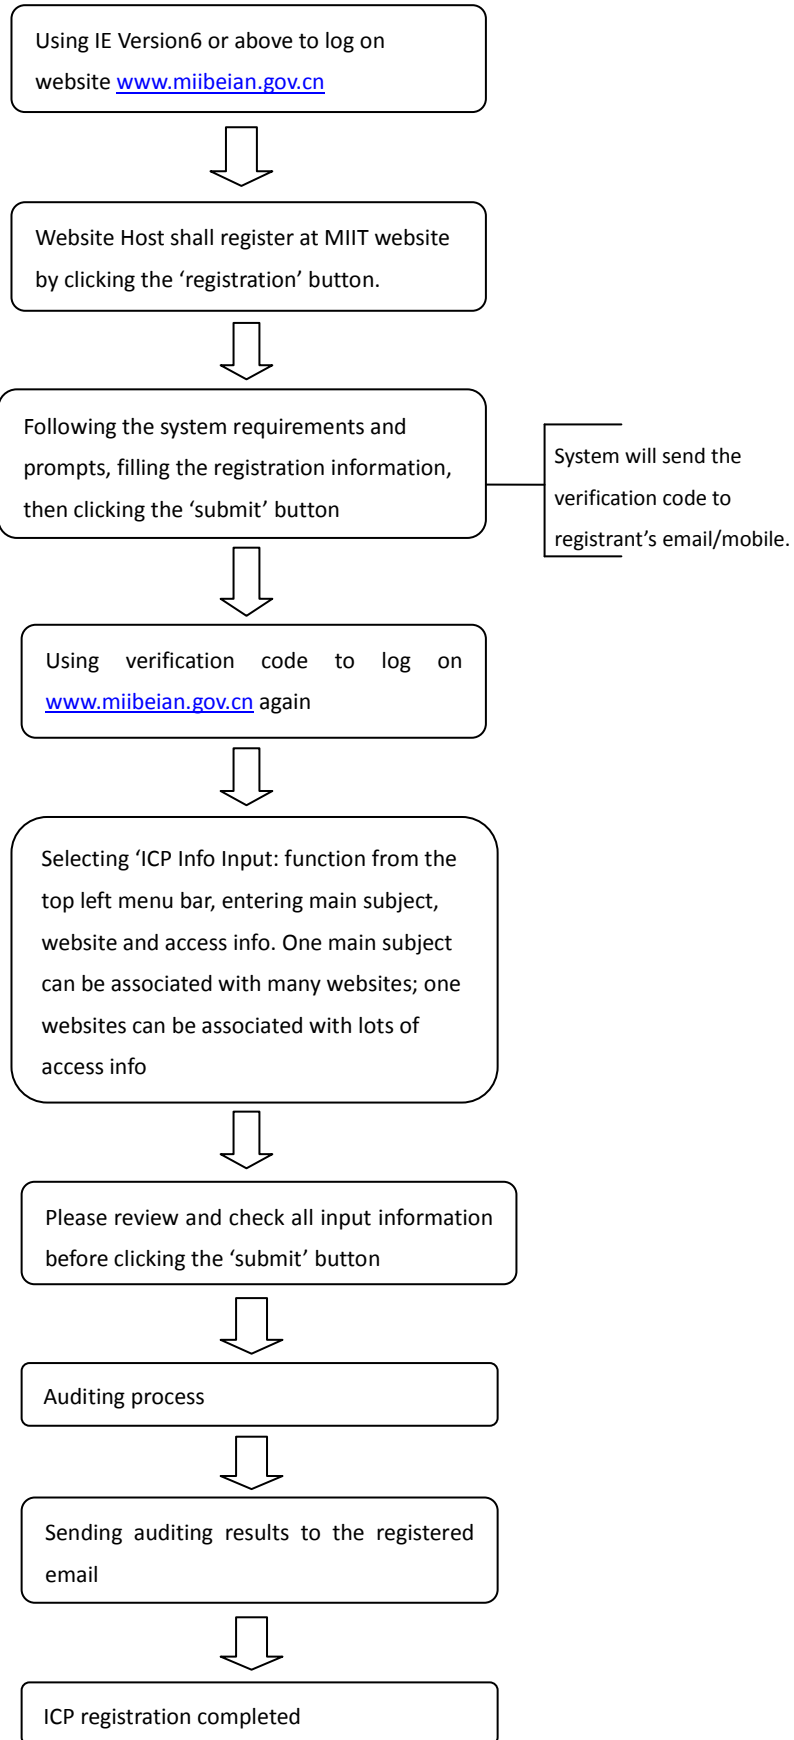 Using IE Version6 or above to log on
website www.miibeian.gov.cn
Website Host shall register at MIIT website
by clicking the ‘registration’ button.
Following the system requirements and
prompts, filling the registration information,
then clicking the ‘submit’ button
System will send the
verification code to
registrant’s email/mobile.
Using verification code to log on
www.miibeian.gov.cn again
Selecting ‘ICP Info Input: function from the
top left menu bar, entering main subject,
website and access info. One main subject
can be associated with many websites; one
websites can be associated with lots of
access info
Please review and check all input information
before clicking the ‘submit’ button
Auditing process
Sending auditing results to the registered
email
ICP registration completed